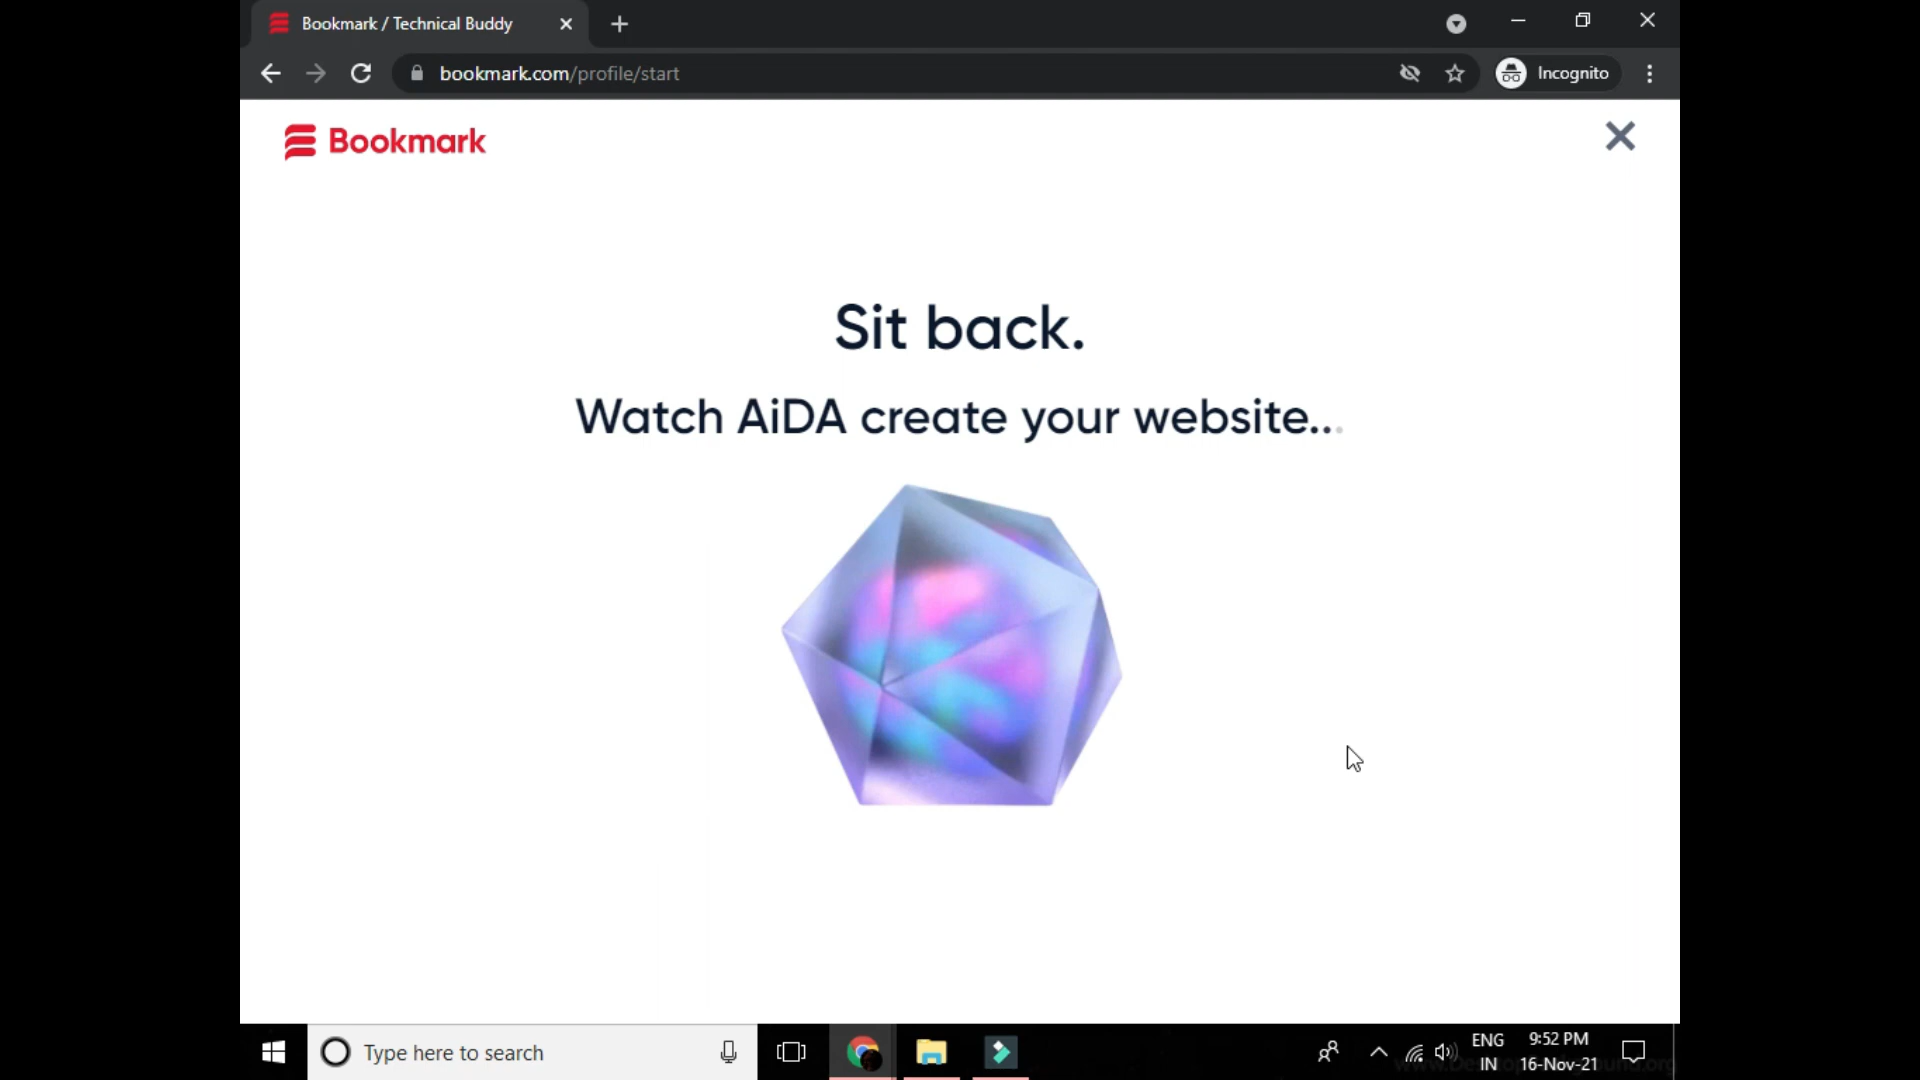 Bookmark / Technical Buddy
bookmark.com/profile/start
Incognito
Bookmark
Sit back.
Watch AiDA create your website...
Type here to search
ENG
IN
9:52 PM
16-Nov-21